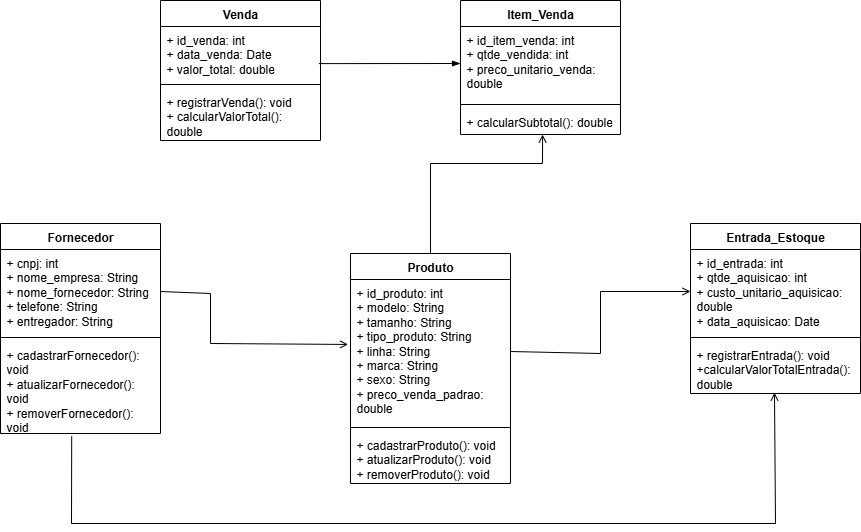 Venda
+ id_venda: int
+ data_venda: Date
+ valor_total: double
+ registrarVenda(): void
+ calcularValorTotal():
double
Item_Venda
+ id_item_venda: int
+ qtde_vendida: int
+ preco_unitario_venda:
double
+ calcularSubtotal(): double
Fornecedor
+ cnpj: int
+ nome_empresa: String
+ nome_fornecedor: String
+ telefone: String
+ entregador: String
+ cadastrarFornecedor():
void
+ atualizarFornecedor():
void
+ removerFornecedor():
void
Produto
+ id_produto: int
+ modelo: String
+ tamanho: String
+ tipo_produto: String
+ linha: String
+ marca: String
+ sexo: String
+ preco_venda_padrao:
double
+ cadastrarProduto(): void
+ atualizarProduto(): void
+ removerProduto(): void
Entrada_Estoque
+ id_entrada: int
+ qtde_aquisicao: int
+ custo_unitario_aquisicao:
double
+ data_aquisicao: Date
+ registrarEntrada(): void
+calcularValorTotalEntrada():
double